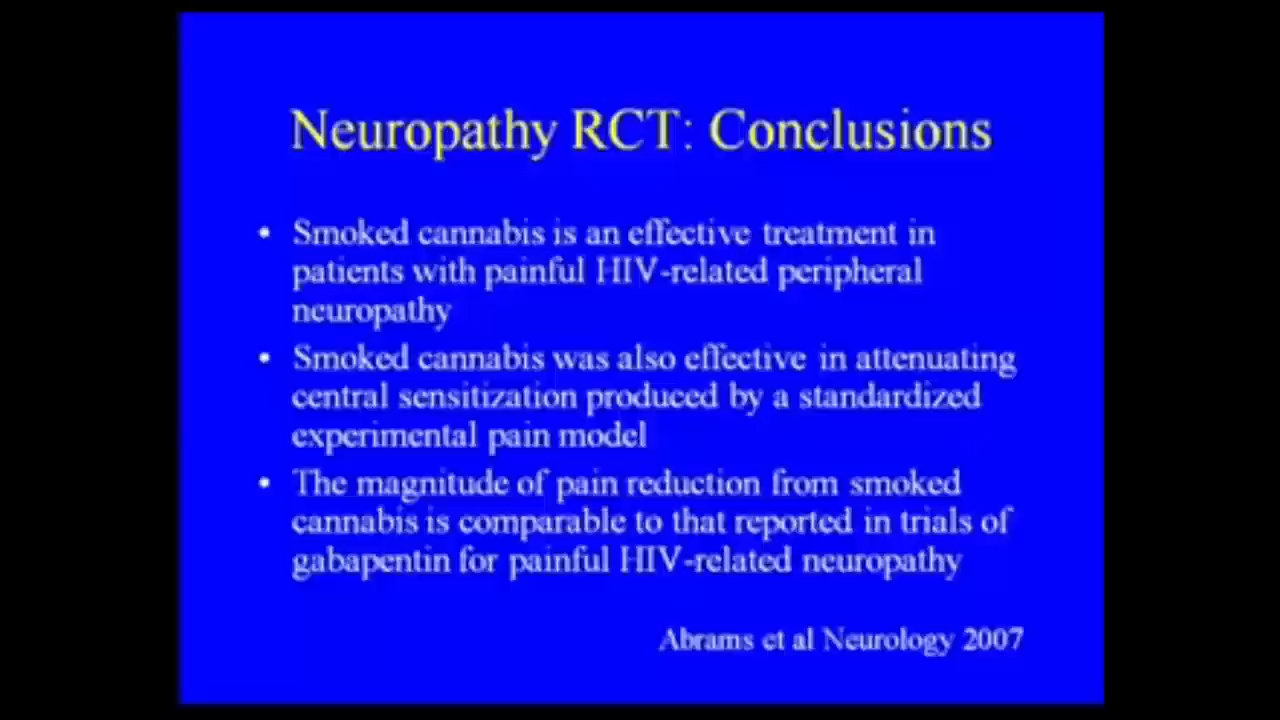 Neuropathy RCT: Conclusions
• Smoked cannabis is an effective treatment in
patients with painful HIV-related peripheral
neuropathy
• Smoked cannabis was also effective in attenuating
central sensitization produced by a standardized
experimental pain model
• The magnitude of pain reduction from smoked
cannabis is comparable to that reported in trials of
gabapentin for painful HIV-related neuropathy
Abrams et al Neurology 2007